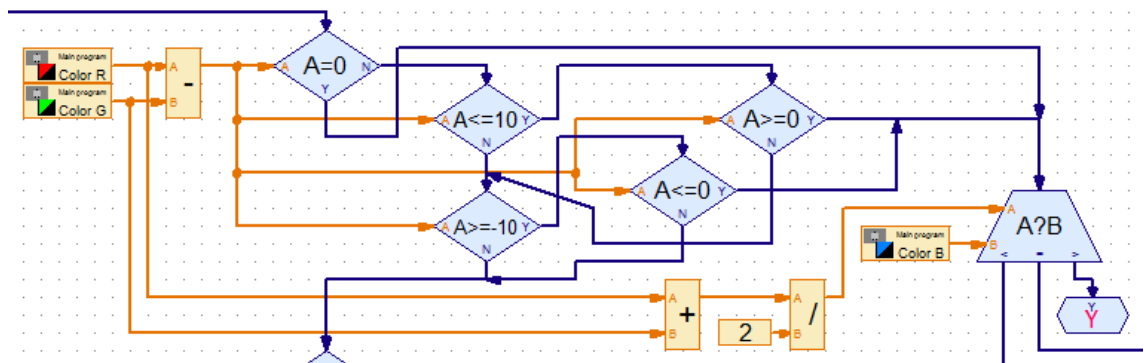 Main program
Color R
Main program
Color G
A
B
-
A
A=0
N
Y
A
A<=10
Y
N
A
A>=0
Y
N
A
A<=0
Y
N
A
A>=-10
Y
N
A
B
+
2
A
B
/
Main program
Color B
A
B
A?B
<
=
>
Y
Y